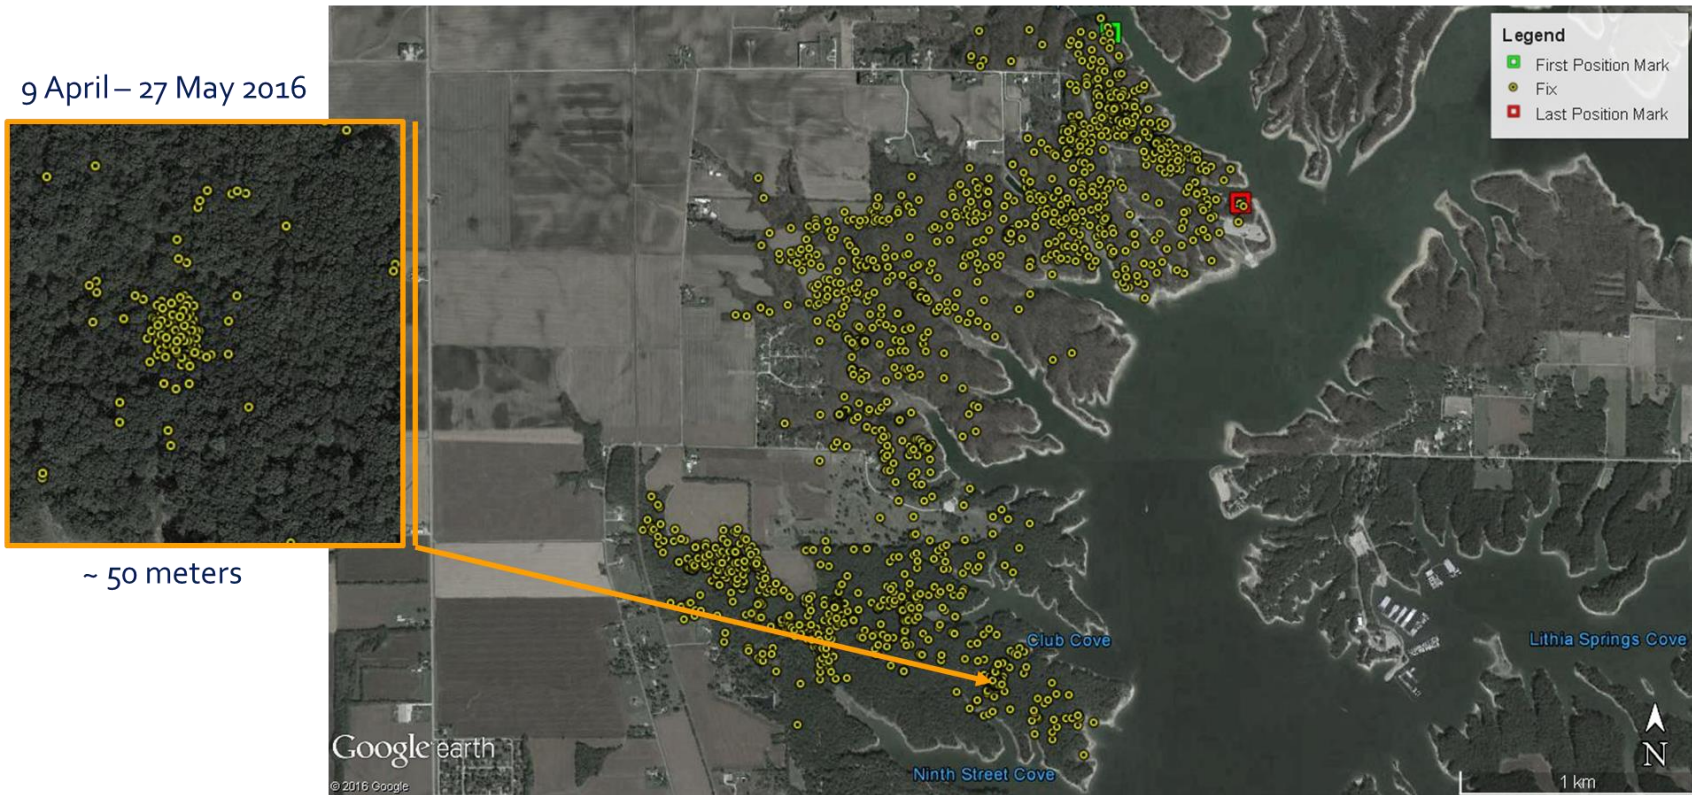 9 April – 27 May 2016
~ 50 meters
Legend
First Position Mark
Fix
Last Position Mark
Club Cove
Lithia Springs Cove
Ninth Street Cove
Google earth
© 2016 Google
N
1 km